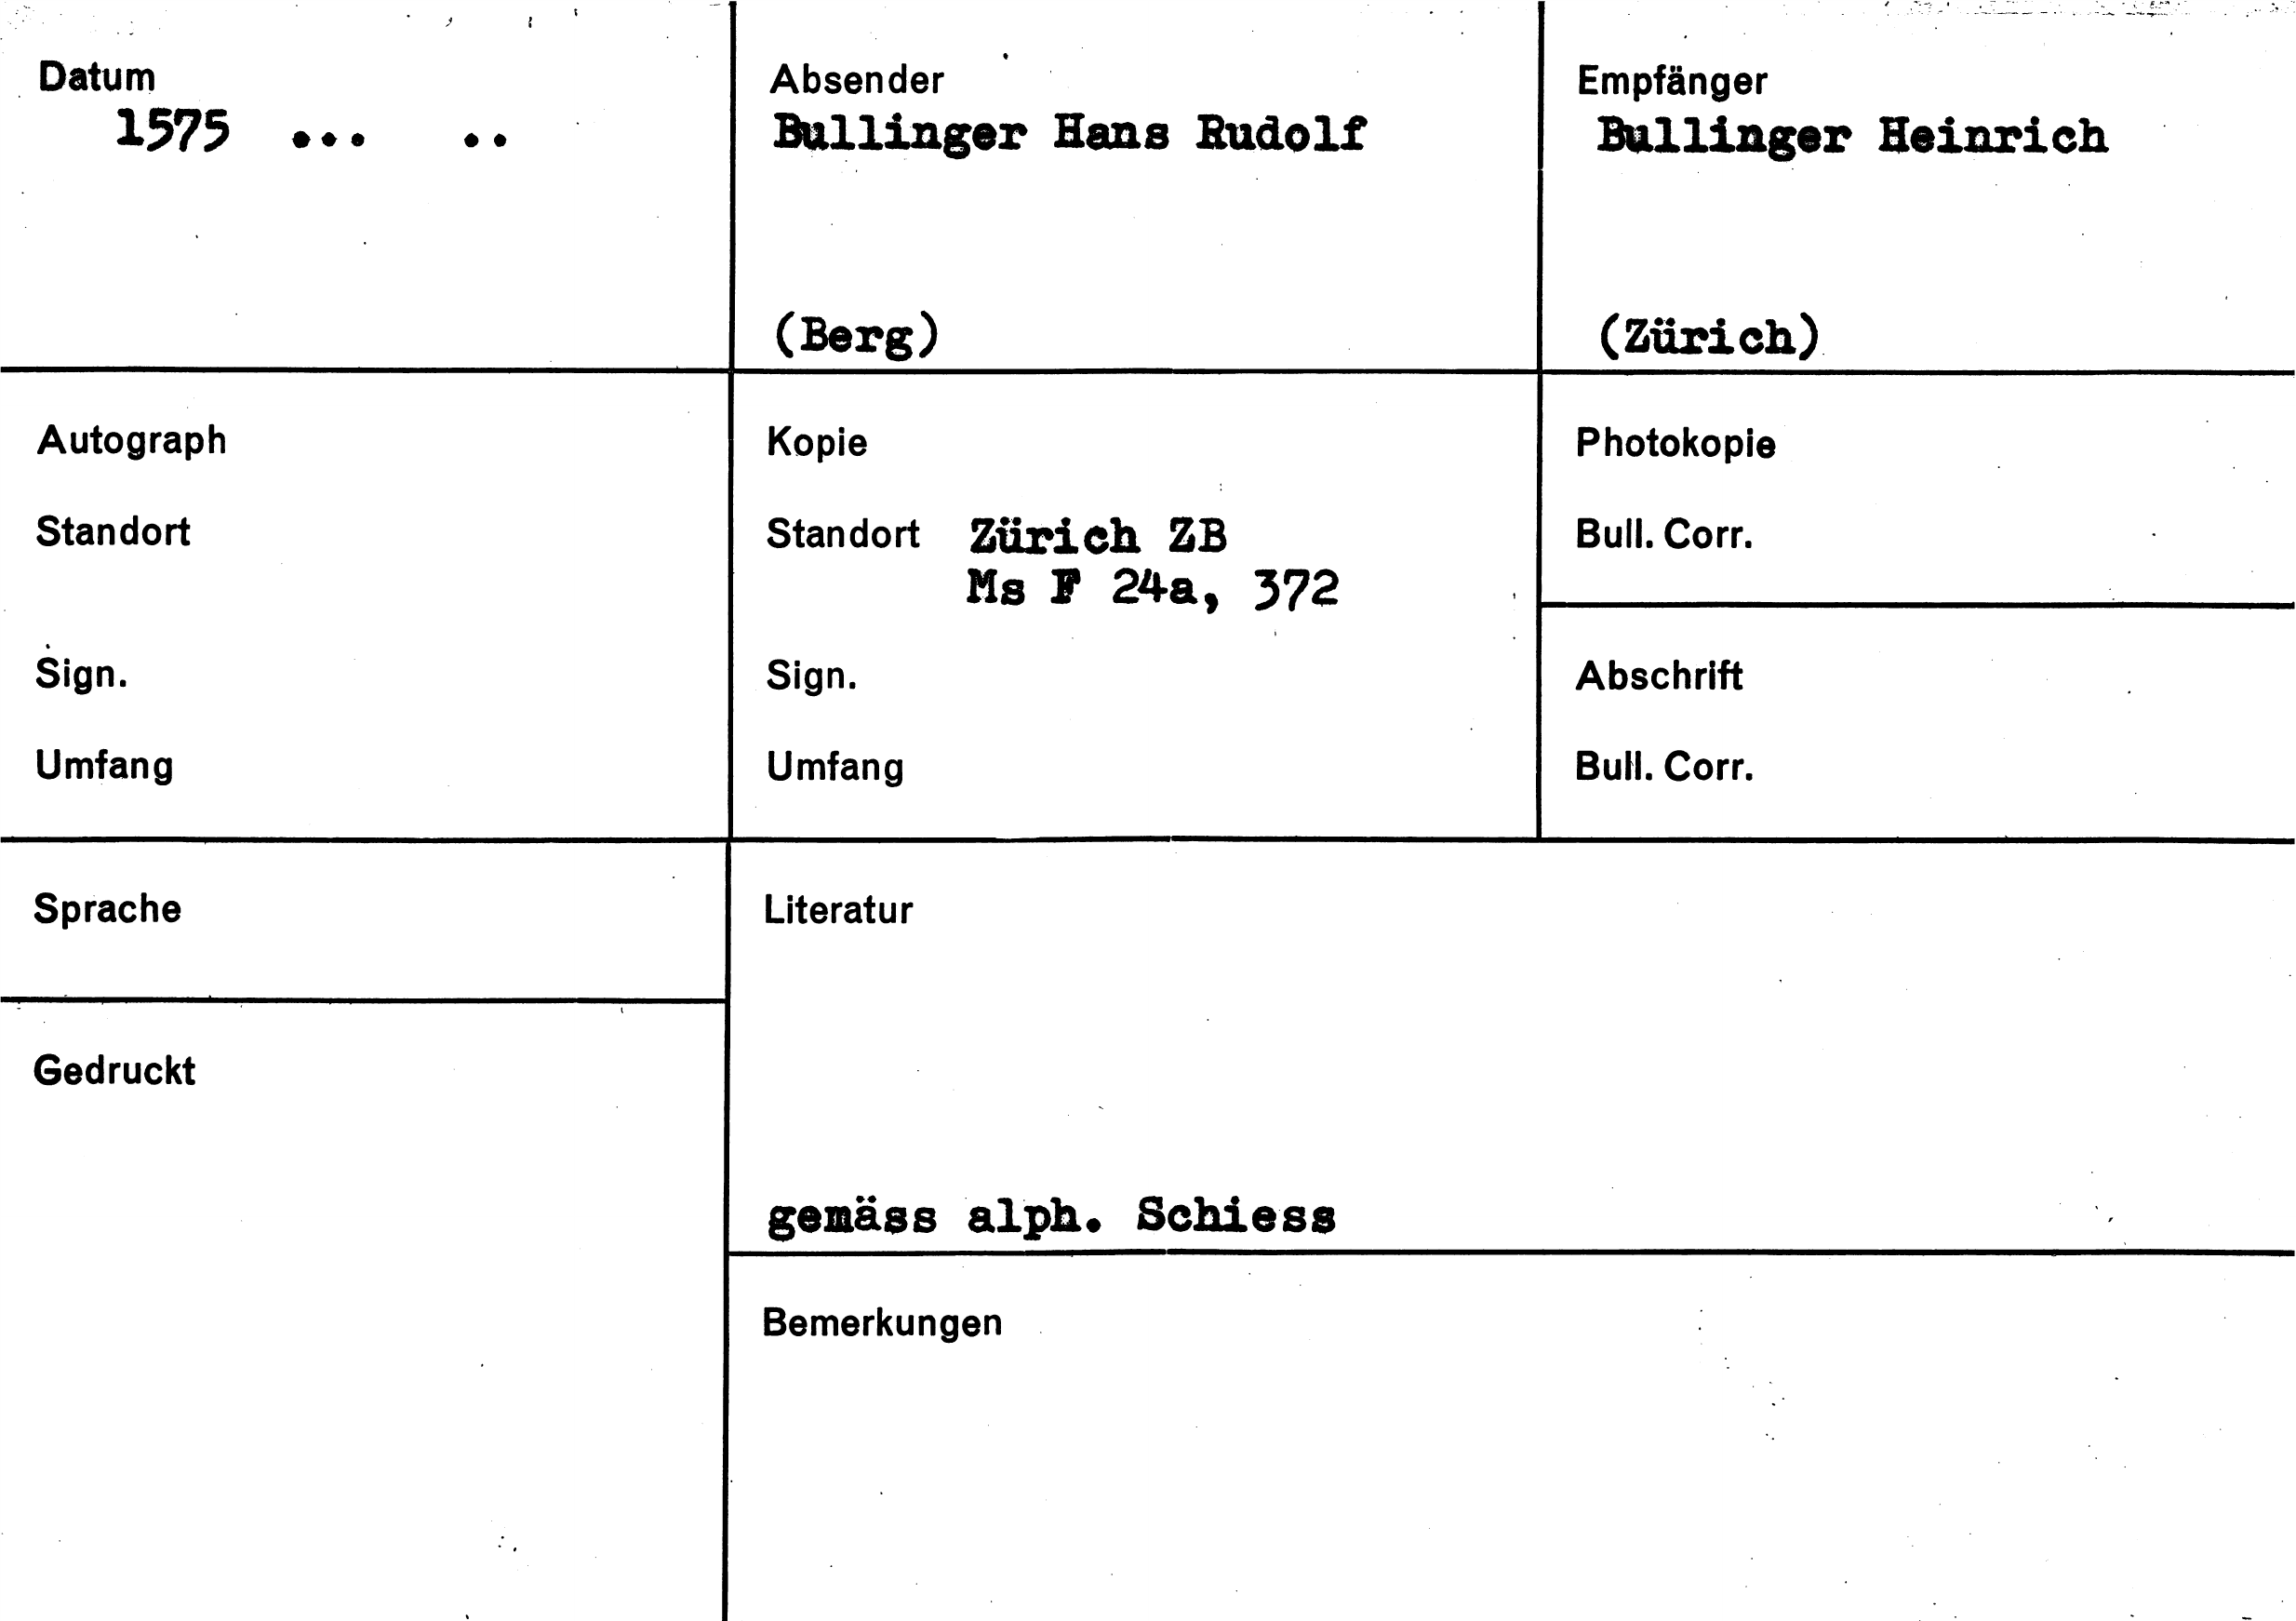 Datum
1575 ... ..
Absender
Bullinger Hans Rudolf
(Berg)
Empfänger
Bullinger Heinrich
(Zürich)
Autograph
Standort
Sign.
Umfang
Kopie
Standort Zürich ZB
Ms F 24a, 372
Sign.
Umfang
Photokopie
Bull. Corr.
Abschrift
Bull. Corr.
Sprache
Gedruckt
Literatur
gemäss alph. Schiess
Bemerkungen